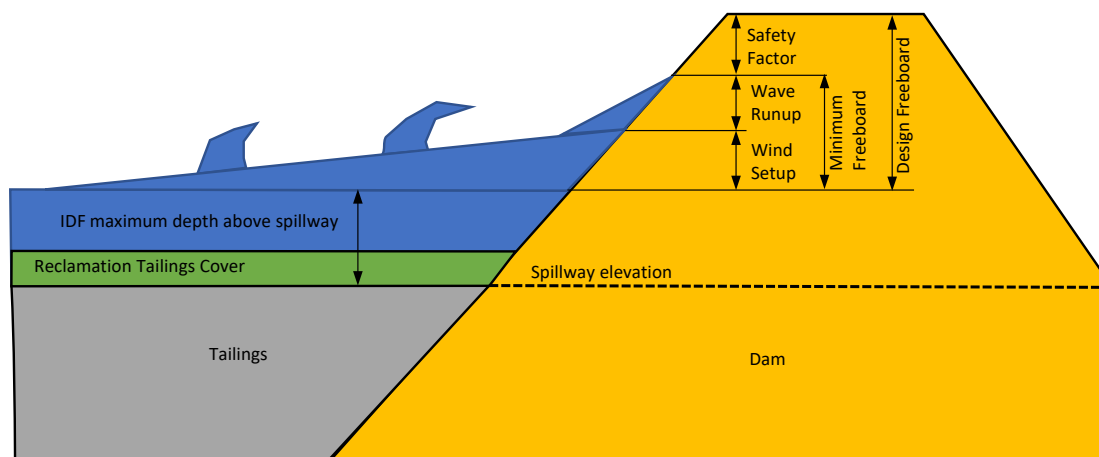 Safety
Factor
Wave
Runup
Wind
Setup
Minimum
Freeboard
Design Freeboard
IDF maximum depth above spillway
Reclamation Tailings Cover
Spillway elevation
Tailings
Dam